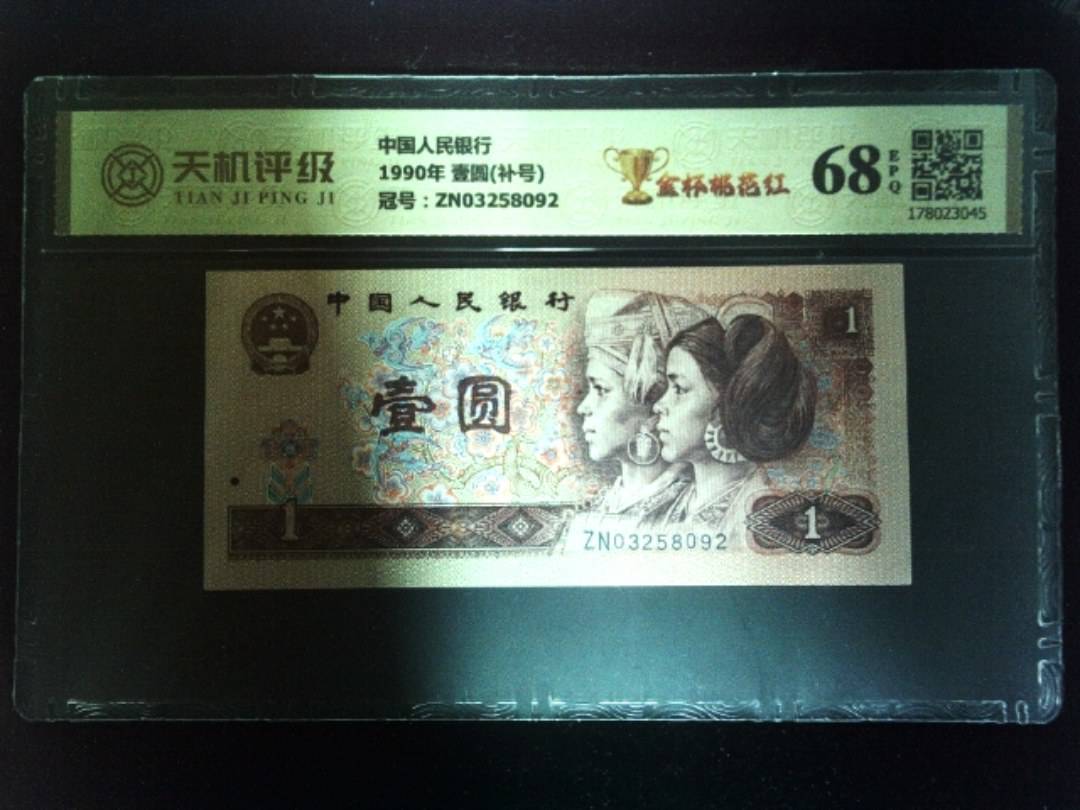 天机评级
TIAN JI PING JI
中国人民银行
1990年 壹圆(补号)
冠号：ZN03258092
金杯桃花红
68
EPQ
178023045
中国人民银行
1
壹圆
1
ZN03258092
1